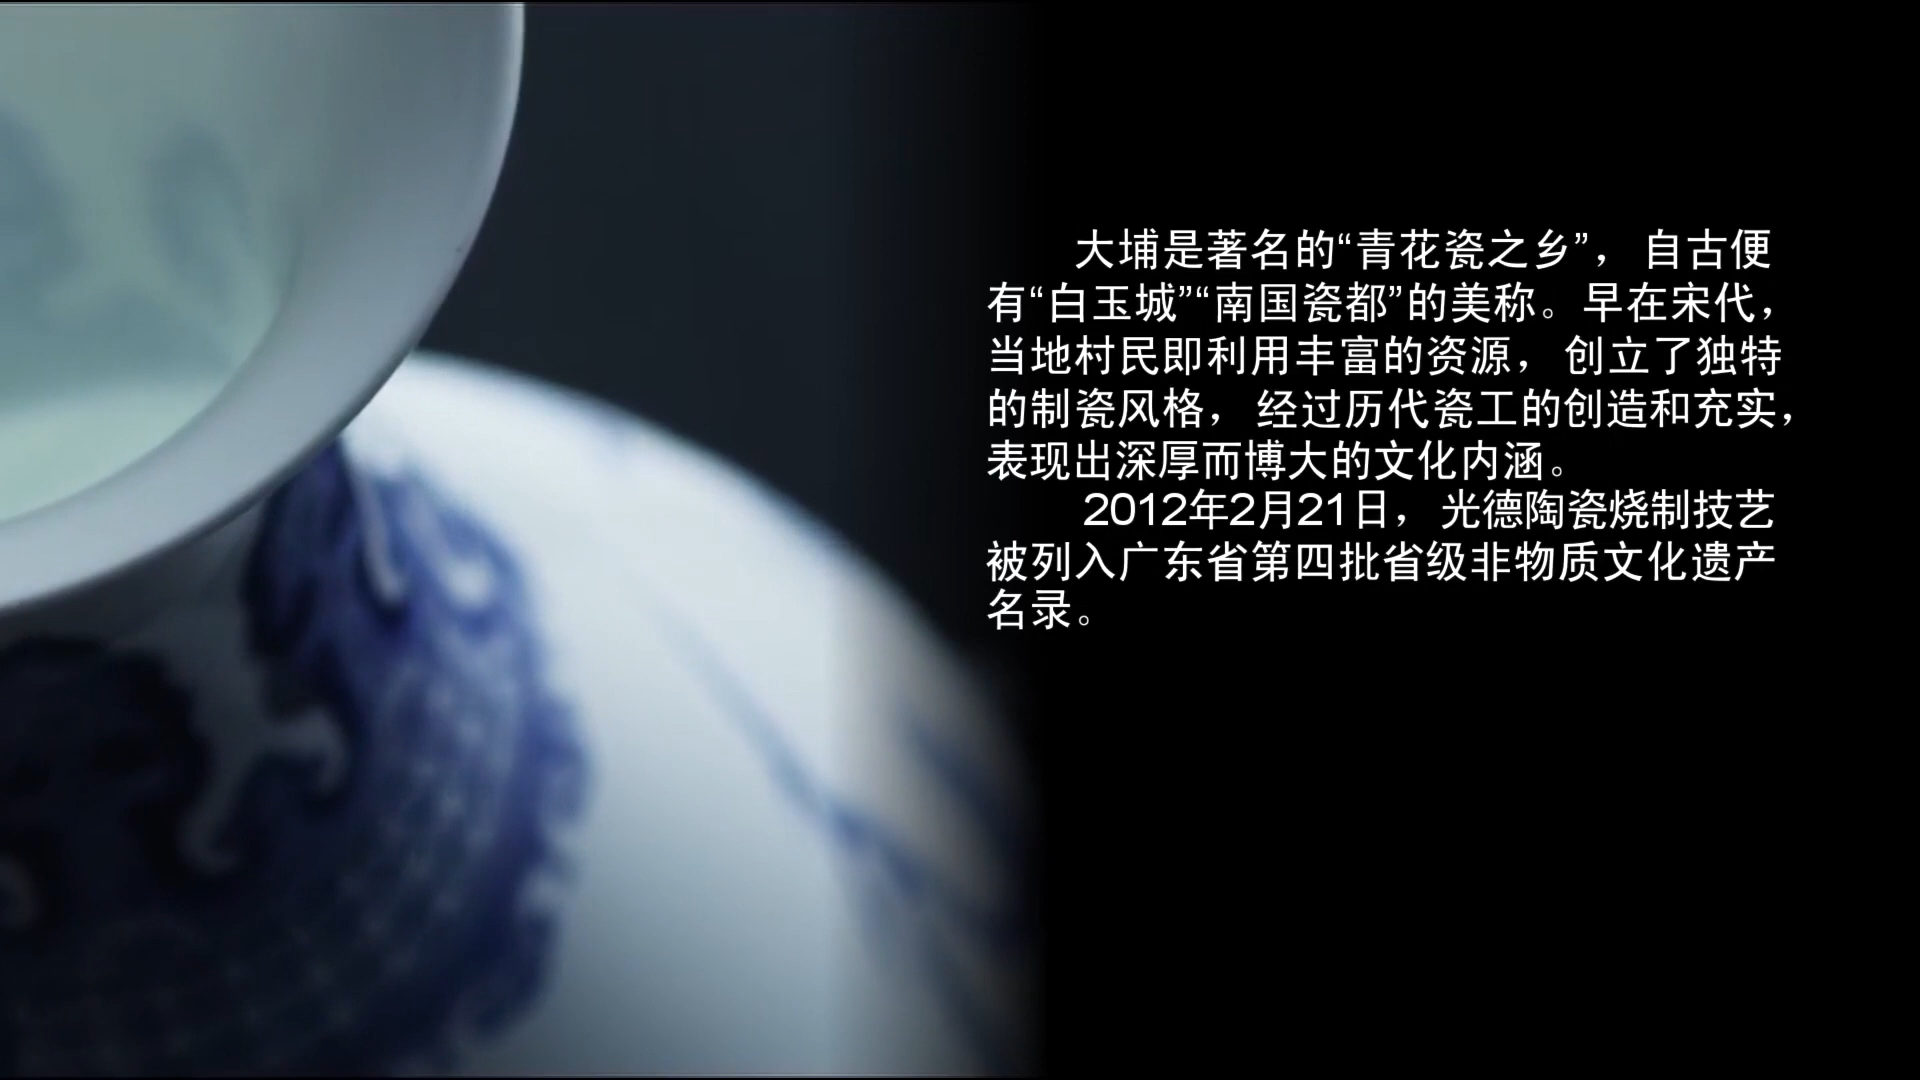 大埔是著名的“青花瓷之乡”，自古便
有“白玉城”“南国瓷都”的美称。早在宋代，
当地村民即利用丰富的资源，创立了独特
的制瓷风格，经过历代瓷工的创造和充实，
表现出深厚而博大的文化内涵。
2012年2月21日，光德陶瓷烧制技艺
被列入广东省第四批省级非物质文化遗产
名录。